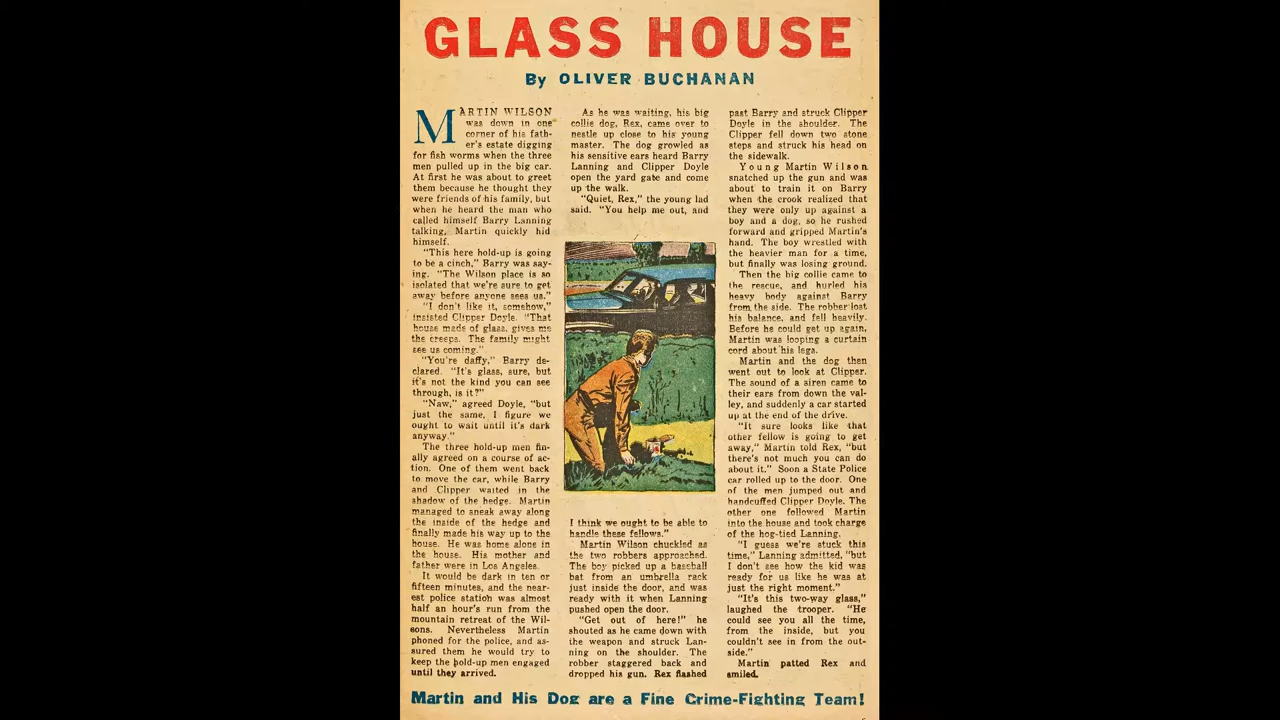 GLASS HOUSE
By OLIVER BUCHANAN
MARTIN WILSON
was down in one
corner of his fath-
er's estate digging
for fish worms when the three
men pulled up in the big car.
At first he was about to greet
them because he thought they
were friends of his family, but
when he heard the man who
called himself Barry Lanning
talking, Martin quickly hid
himself.
"This here hold-up is going
to be a cinch," Barry was say-
ing. "The Wilson place is so
isolated that we're sure to get
away before anyone sees us."
"I don't like it, somehow,"
insisted Clipper Doyle. "That
house made of glass, gives me
the creeps. The family might
see us coming."
"You're daffy," Barry de-
clared. "It's glass, sure, but
it's not the kind you can see
through, is it?"
"Naw," agreed Doyle, "but
just the same, I figure we
ought to wait until it's dark
anyway."
The three hold-up men fin-
ally agreed on a course of ac-
tion. One of them went back
to move the car, while Barry
and Clipper waited in the
shadow of the hedge. Martin
managed to sneak away along
the inside of the hedge and
finally made his way up to the
house. He was home alone in
the house. His mother and
father were in Los Angeles.
It would be dark in ten or
fifteen minutes, and the near-
est police station was almost
half an hour's run from the
mountain retreat of the Wil-
sons. Nevertheless Martin
phoned for the police, and as-
sured them he would try to
keep the hold-up men engaged
until they arrived.
As he was waiting, his big
collie dog, Rex, came over to
nestle up close to his young
master. The dog growled as
his sensitive ears heard Barry
Lanning and Clipper Doyle
open the yard gate and come
up the walk.
"Quiet, Rex," the young lad
said. "You help me out, and
I think we ought to be able to
handle these fellows."
Martin Wilson chuckled as
the two robbers approached.
The boy picked up a baseball
bat from an umbrella rack
just inside the door, and was
ready with it when Lanning
pushed open the door.
"Get out of here!" he
shouted as he came down with
the weapon and struck Lan-
ning on the shoulder. The
robber staggered back and
dropped his gun. Rex flashed
past Barry and struck Clipper
Doyle in the shoulder. The
Clipper fell down two stone
steps and struck his head on
the sidewalk.
Young Martin Wilson
snatched up the gun and was
about to train it on Barry
when the crook realized that
they were only up against a
boy and a dog, so he rushed
forward and gripped Martin's
hand. The boy wrestled with
the heavier man for a time,
but finally was losing ground.
Then the big collie came to
the rescue, and hurled his
heavy body against Barry
from the side. The robber lost
his balance, and fell heavily.
Before he could get up again,
Martin was looping a curtain
cord about his legs.
Martin and the dog then
went out to look at Clipper.
The sound of a siren came to
their ears from down the val-
ley, and suddenly a car started
up at the end of the drive.
"It sure looks like that
other fellow is going to get
away," Martin told Rex, "but
there's not much you can do
about it." Soon a State Police
car rolled up to the door. One
of the men jumped out and
handcuffed Clipper Doyle. The
other one followed Martin
into the house and took charge
of the hog-tied Lanning.
"I guess we're stuck this
time," Lanning admitted, "but
I don't see how the kid was
ready for us like he was at
just the right moment."
"It's this two-way glass,"
laughed the trooper. "He
could see you all the time,
from the inside, but you
couldn't see in from the out-
side."
Martin patted Rex and
smiled.
Martin and His Dog are a Fine Crime-Fighting Team!